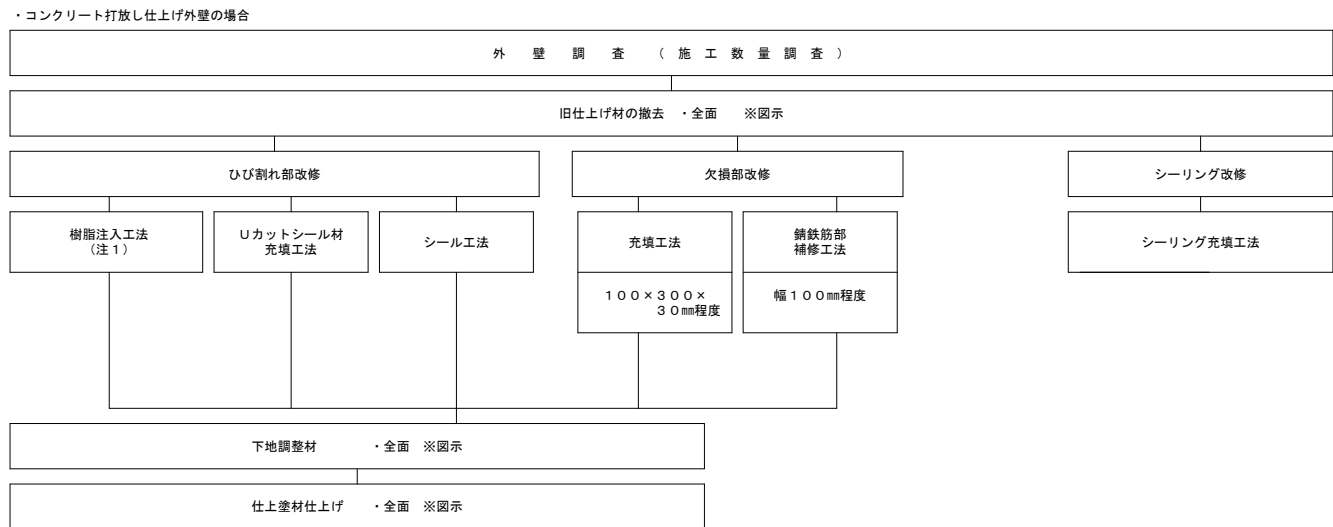 ・コンクリート打放し仕上げ外壁の場合
外　壁　調　査　（　施　工　数　量　調　査　）
旧仕上げ材の撤去　・全面　　※図示
ひび割れ部改修
欠損部改修
シーリング改修
樹脂注入工法
（注１）
Ｕカットシール材
充填工法
シール工法
充填工法
錆鉄筋部
補修工法
シーリング充填工法
１００×３００×
３０㎜程度
幅１００㎜程度
下地調整材　　　　・全面　※図示
仕上塗材仕上げ　　・全面　※図示